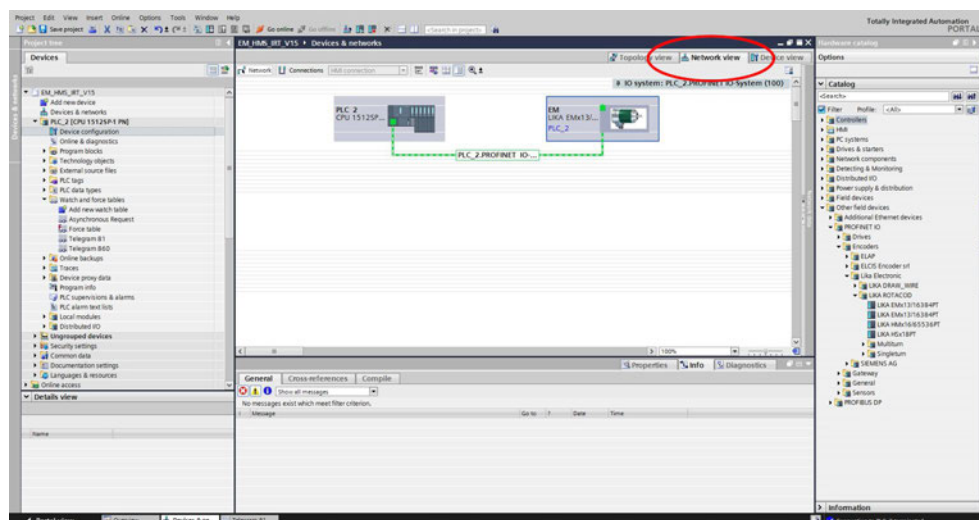 Project Edit View Insert Online Options Tools Window Help
Totally Integrated Automation
PORTAL
Save project
Go online
Go offline
<Search in project>
Project tree
EM_HMS_IRT_V15 Devices & networks
Hardware catalog
Devices
Topology view
Network view
Device view
Options
Network
Connections
HMI connection
IO system: PLC_2.PROFINET IO-System (100)
Catalog
<Search>
Filter
Profile:
<All>
EM_HMS_IRT_V15
Add new device
Devices & networks
PLC_2 [CPU 1512SP-1 PN]
Device configuration
Online & diagnostics
Program blocks
Technology objects
External source files
PLC tags
PLC data types
Watch and force tables
Add new watch table
Asynchronous Request
Force table
Telegram 81
Telegram 860
Online backups
Traces
Device proxy data
Program info
PLC supervisions & alarms
PLC alarm text lists
Local modules
Distributed I/O
Ungrouped devices
Security settings
Common data
Documentation settings
Languages & resources
Online access
PLC_2
CPU 1512SP...
EM
LIKA EMx13/...
PLC_2
PLC_2.PROFINET IO-...
Controllers
HMI
PC systems
Drives & starters
Network components
Detecting & Monitoring
Distributed I/O
Power supply & distribution
Field devices
Other field devices
Additional Ethernet devices
PROFINET IO
Drives
Encoders
ELAP
ELCIS Encoder srl
Lika Electronic
LIKA DRAW_WIRE
LIKA ROTACOD
LIKA EMx13/16384PT
LIKA EMx13/16384PT
LIKA HMx16/65536PT
LIKA HSx18PT
Multiturn
Singleturn
SIEMENS AG
Gateway
General
Sensors
PROFIBUS DP
100%
Properties
Info
Diagnostics
General
Cross-references
Compile
Show all messages
No messages exist which meet filter criterion.
! Message
Go to
?
Date
Time
Details view
Name
Information
Portal view
Overview